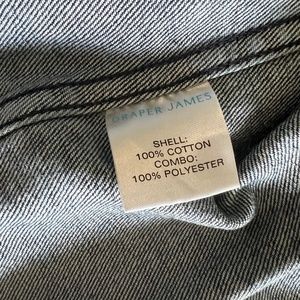 DRAPER JAMES
SHELL:
100% COTTON
COMBO:
100% POLYESTER